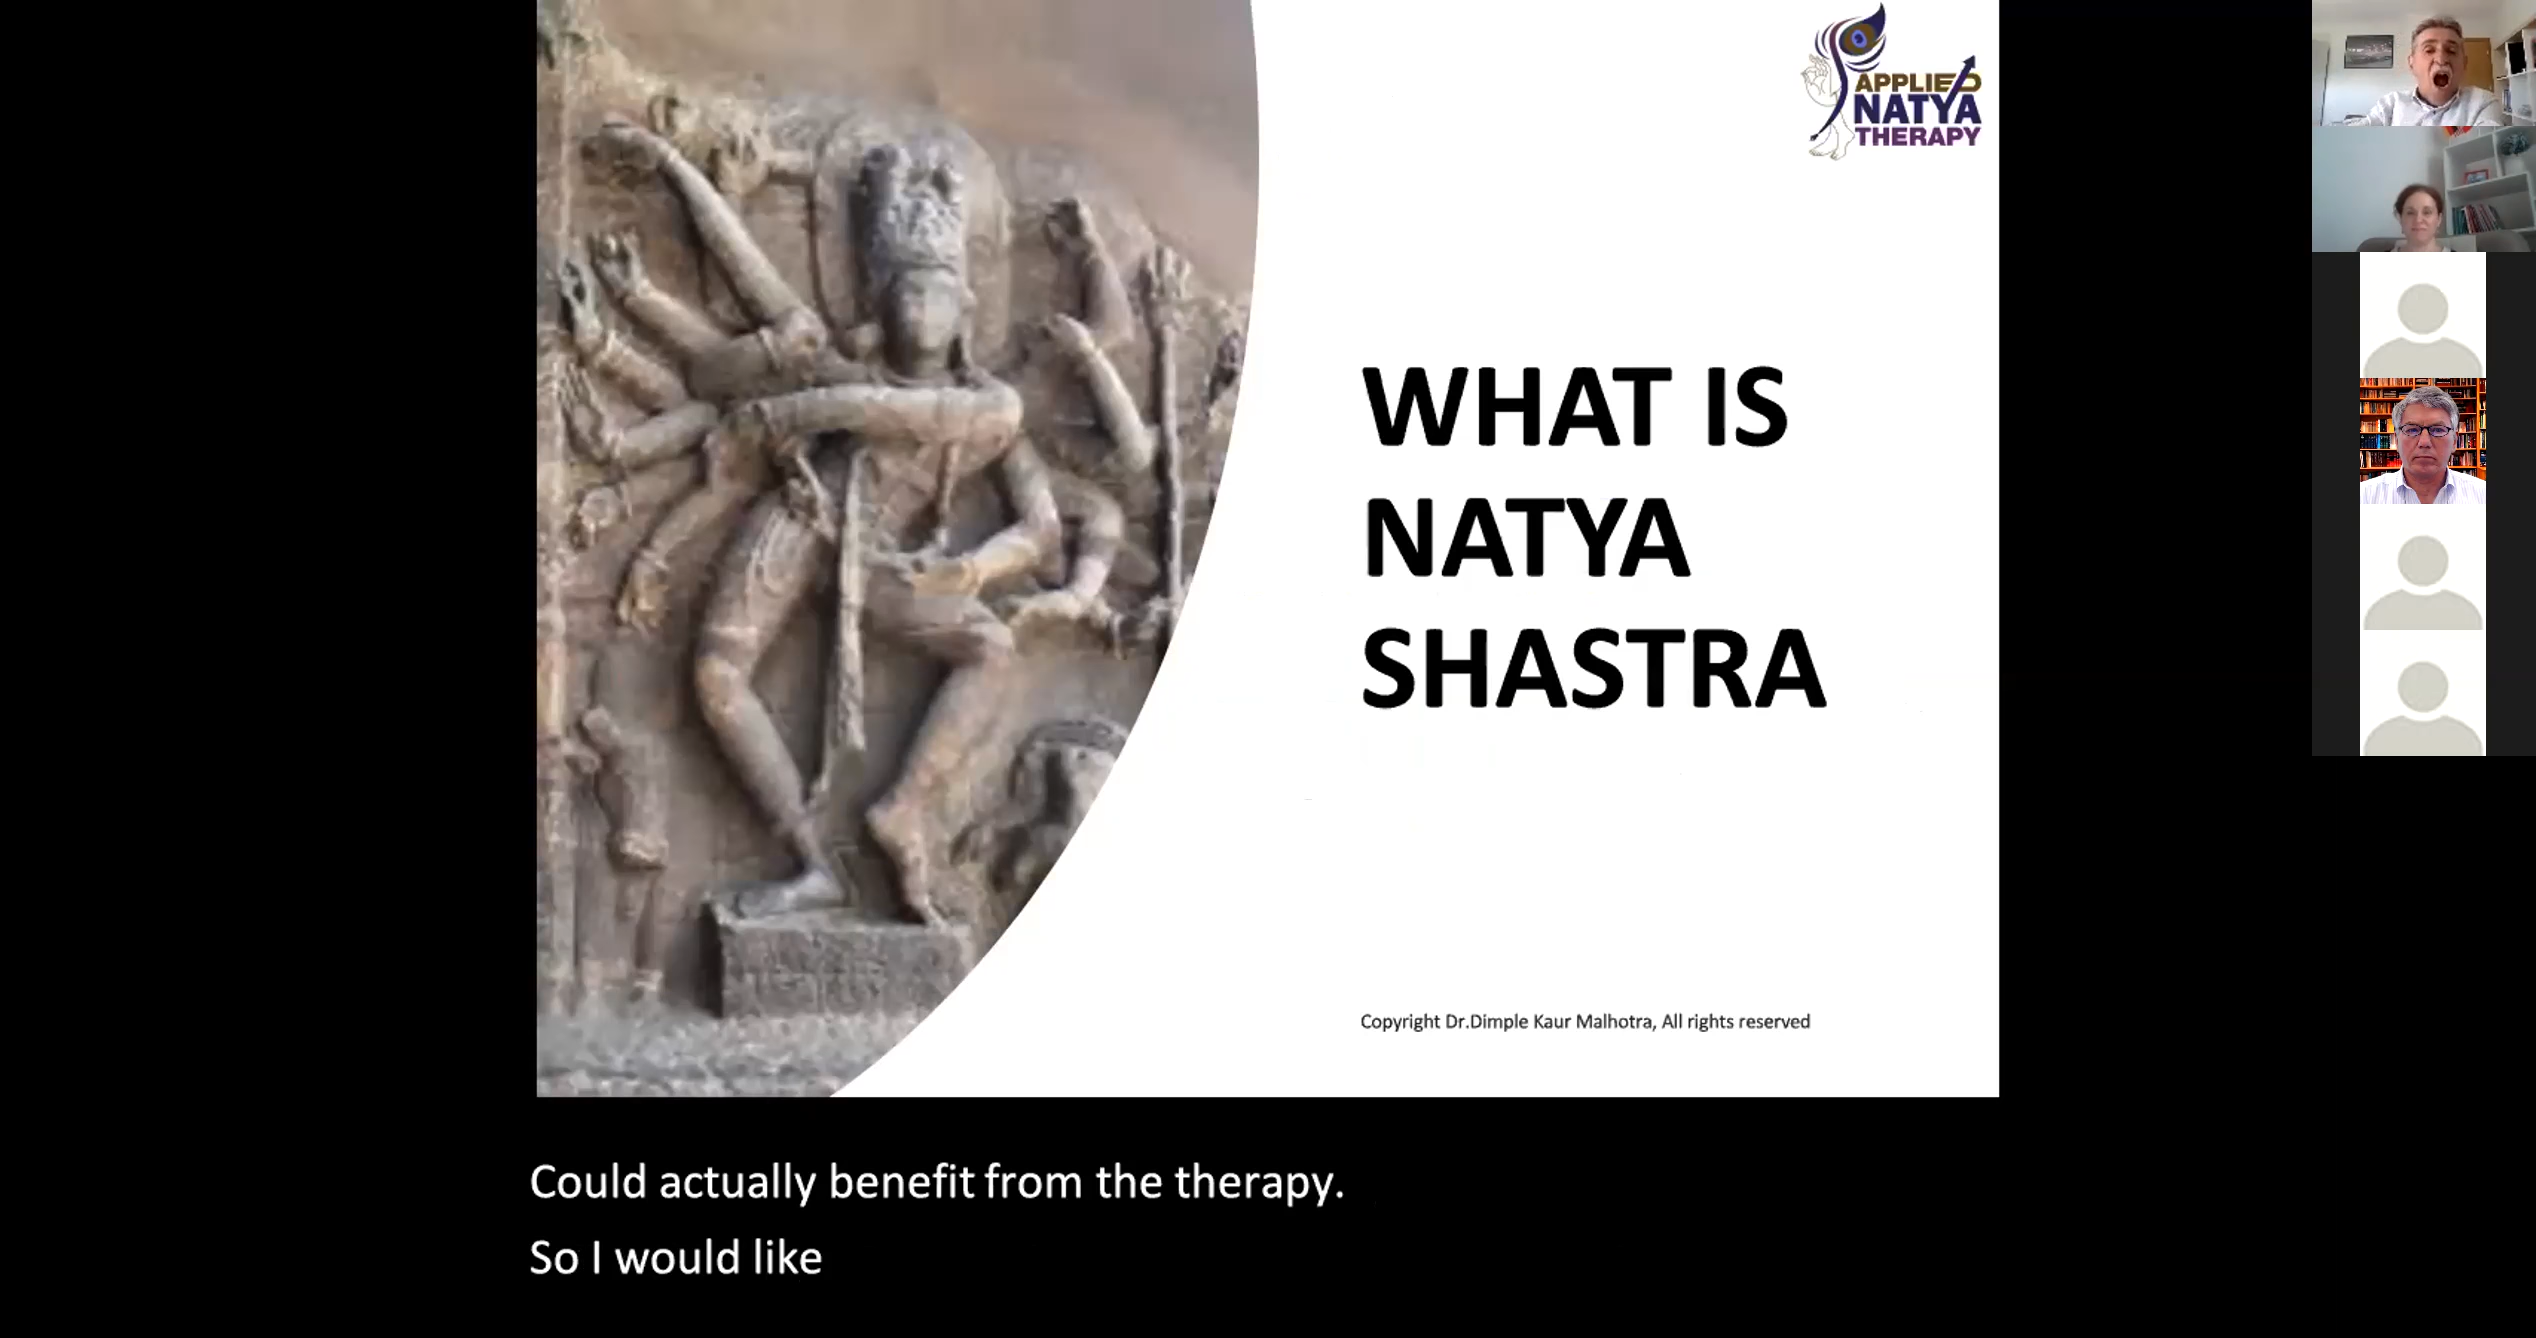 APPLIED
NATYA
THERAPY
WHAT IS
NATYA
SHASTRA
Copyright Dr.Dimple Kaur Malhotra, All rights reserved
Could actually benefit from the therapy.
So I would like